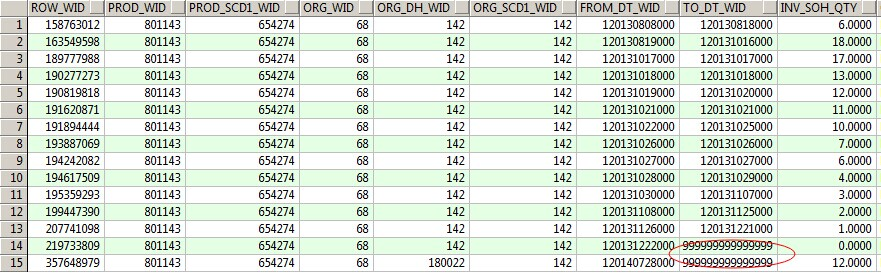 ROW_WID PROD_WID PROD_SCD1_WID ORG_WID ORG_DH_WID ORG_SCD1_WID FROM_DT_WID TO_DT_WID INV_SOH_QTY
1 158763012 801143 654274 68 142 142 120130808000 120130818000 6.0000
2 163549598 801143 654274 68 142 142 120130819000 120131016000 18.0000
3 189777988 801143 654274 68 142 142 120131017000 120131017000 17.0000
4 190277273 801143 654274 68 142 142 120131018000 120131018000 13.0000
5 190819818 801143 654274 68 142 142 120131019000 120131020000 12.0000
6 191620871 801143 654274 68 142 142 120131021000 120131021000 11.0000
7 191894444 801143 654274 68 142 142 120131022000 120131025000 10.0000
8 193887069 801143 654274 68 142 142 120131026000 120131026000 7.0000
9 194242082 801143 654274 68 142 142 120131027000 120131027000 6.0000
10 194617509 801143 654274 68 142 142 120131028000 120131029000 4.0000
11 195359293 801143 654274 68 142 142 120131030000 120131107000 3.0000
12 199447390 801143 654274 68 142 142 120131108000 120131125000 2.0000
13 207741098 801143 654274 68 142 142 120131126000 120131221000 1.0000
14 219733809 801143 654274 68 142 142 120131222000 999999999999999 0.0000
15 357648979 801143 654274 68 180022 142 120140728000 999999999999999 12.0000